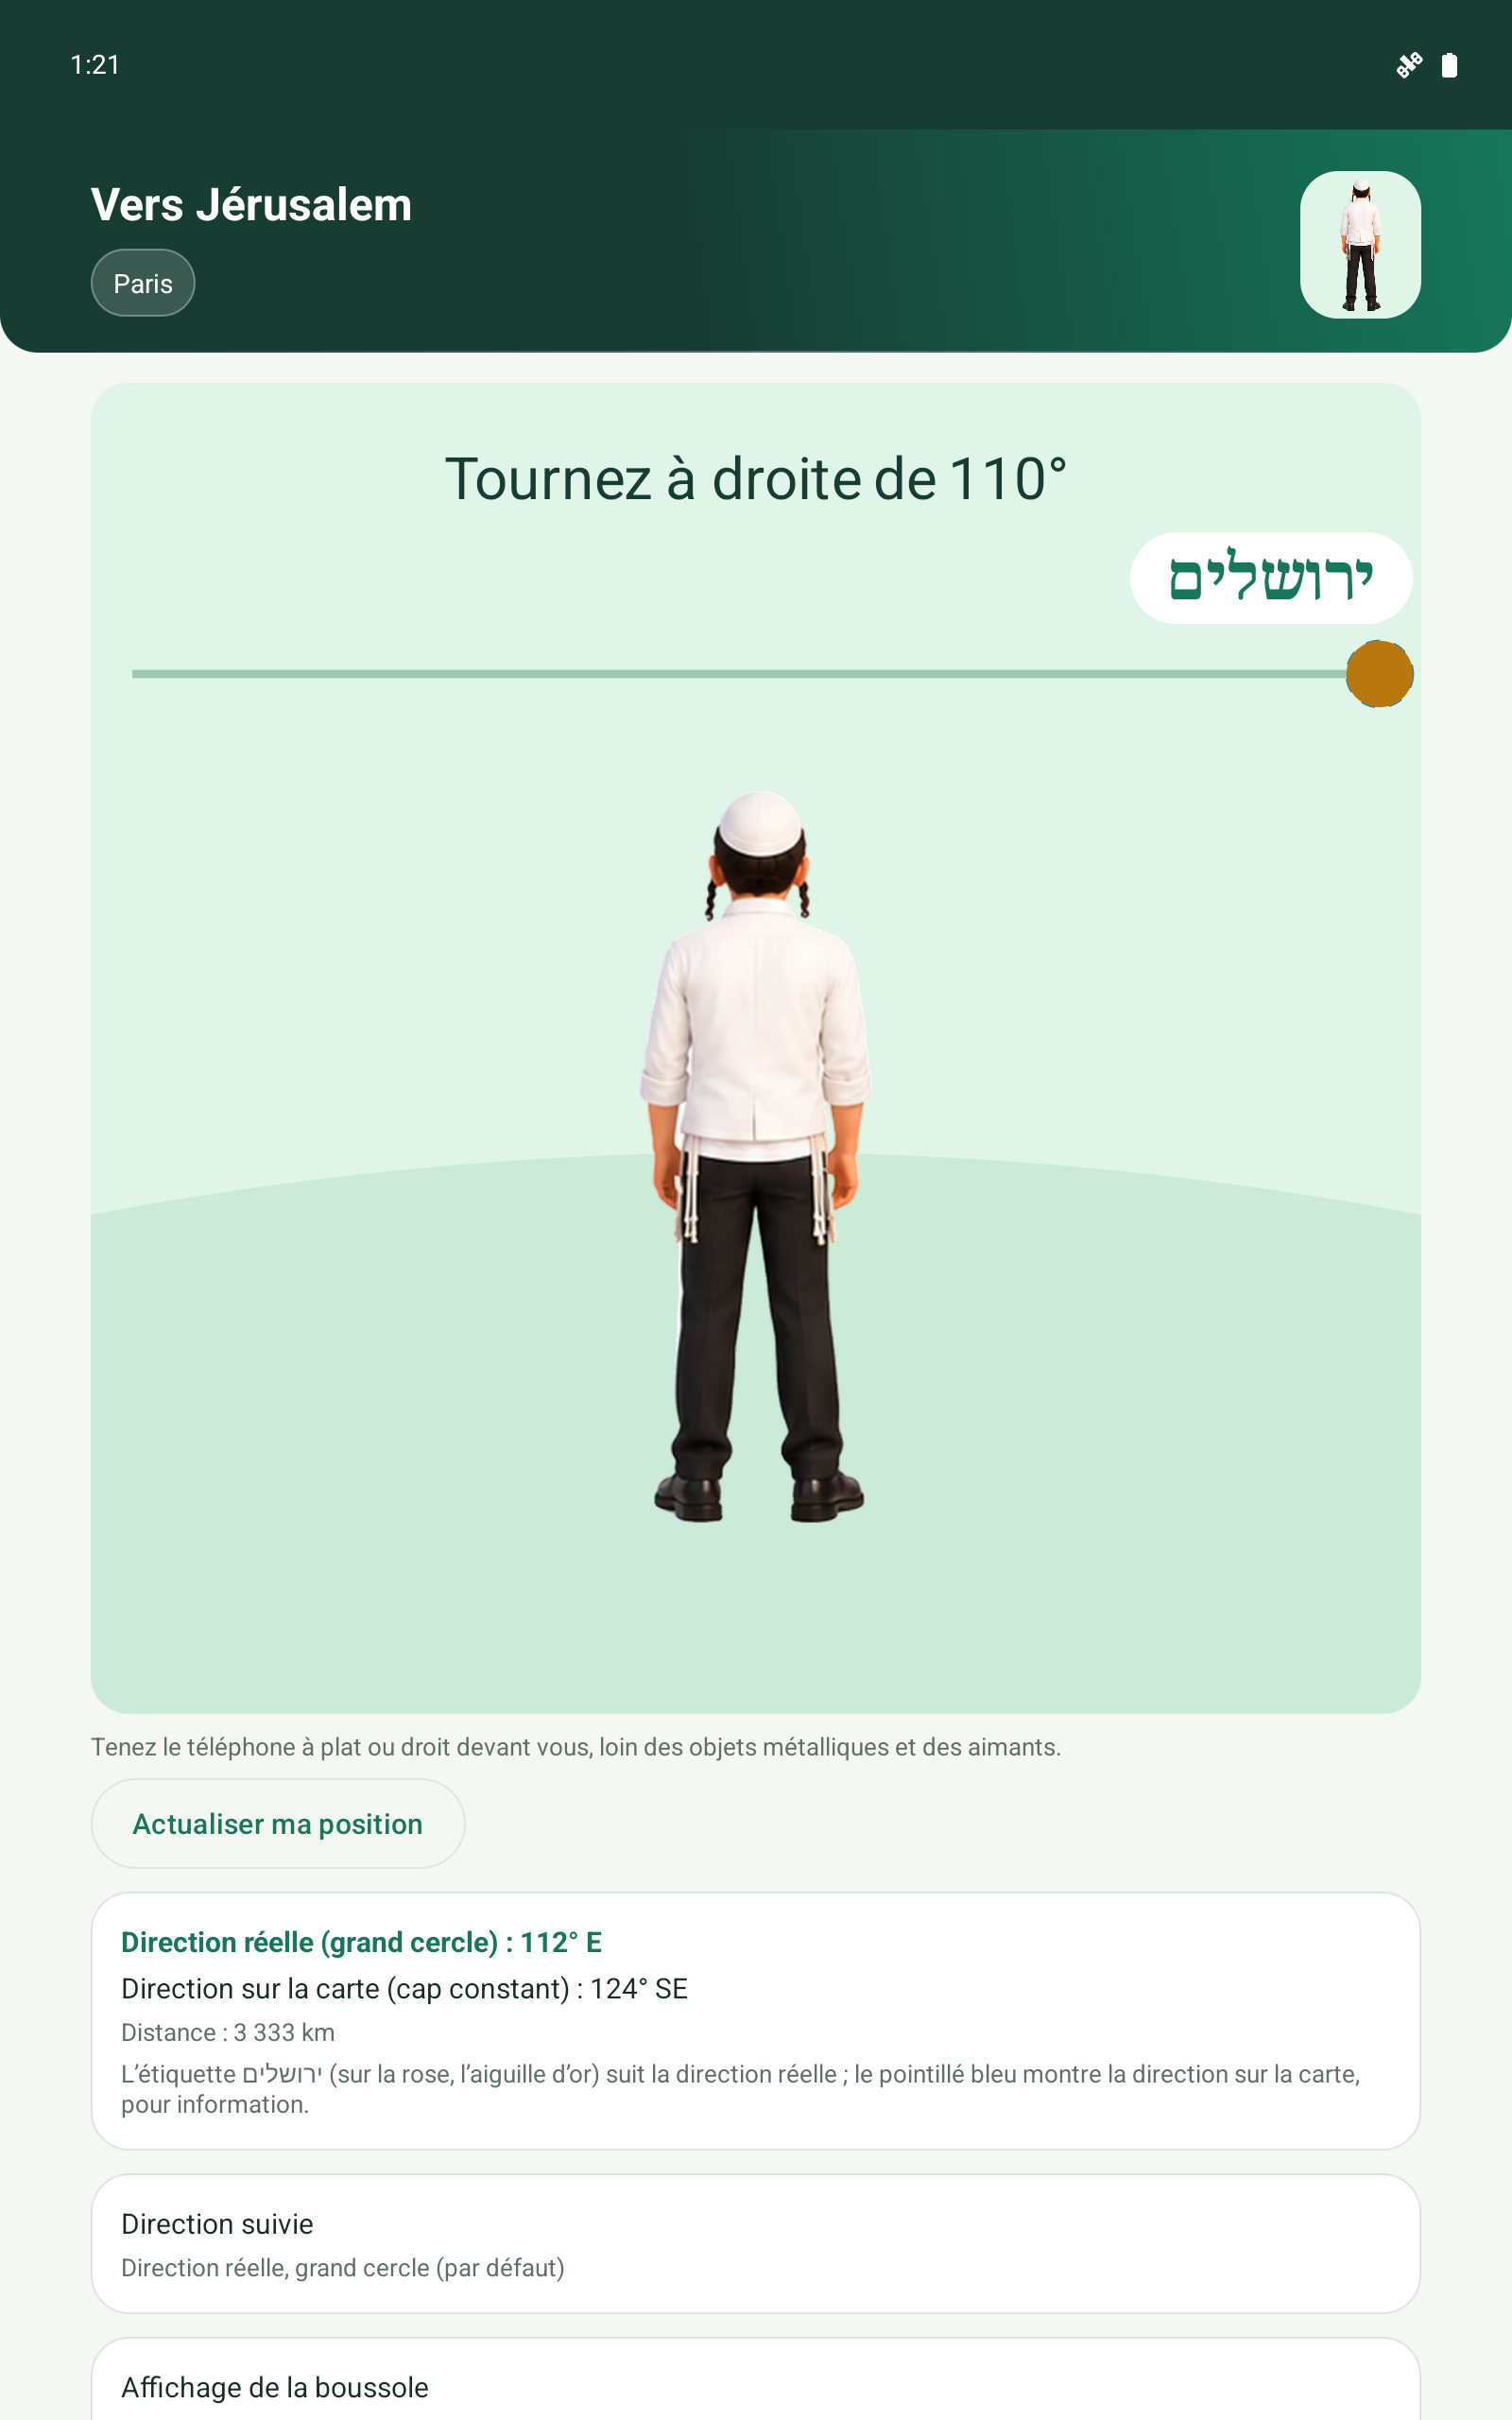 1:21
Vers Jérusalem
Paris
Tournez à droite de 110°
ירושלים
Tenez le téléphone à plat ou droit devant vous, loin des objets métalliques et des aimants.
Actualiser ma position
Direction réelle (grand cercle) : 112° E
Direction sur la carte (cap constant) : 124° SE
Distance : 3 333 km
L’étiquette ירושלים (sur la rose, l’aiguille d’or) suit la direction réelle ; le pointillé bleu montre la direction sur la carte,
pour information.
Direction suivie
Direction réelle, grand cercle (par défaut)
Affichage de la boussole